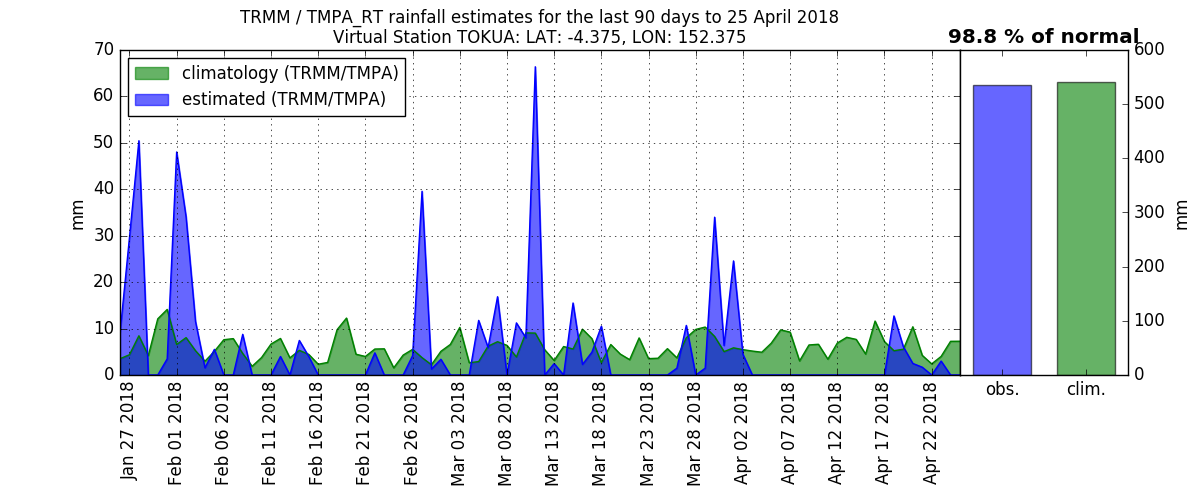 TRMM / TMPA_RT rainfall estimates for the last 90 days to 25 April 2018
Virtual Station TOKUA: LAT: -4.375, LON: 152.375
98.8 % of normal
climatology (TRMM/TMPA)
estimated (TRMM/TMPA)
70
60
50
40
30
20
10
0
mm
Jan 27 2018
Feb 01 2018
Feb 06 2018
Feb 11 2018
Feb 16 2018
Feb 21 2018
Feb 26 2018
Mar 03 2018
Mar 08 2018
Mar 13 2018
Mar 18 2018
Mar 23 2018
Mar 28 2018
Apr 02 2018
Apr 07 2018
Apr 12 2018
Apr 17 2018
Apr 22 2018
obs.
clim.
600
500
400
300
200
100
0
mm